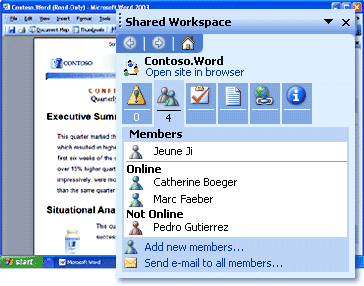 Contoso.Word (Read-Only) - Microsoft Word 2003
File Edit View Insert Format Tools
Document Map Thumbnails
CONTOSO
CONFI
Quarterly
Executive Summ
This quarter marked th
which resulted in higher
first six weeks of the
over 15% higher quart
impressively, were mo
than the same quarter
Situational Ana
This qua
suc
start
Microsoft Word
Shared Workspace
Contoso.Word
Open site in browser
0
4
Members
Jeune Ji
Online
Catherine Boeger
Marc Faeber
Not Online
Pedro Gutierrez
Add new members...
Send e-mail to all members...